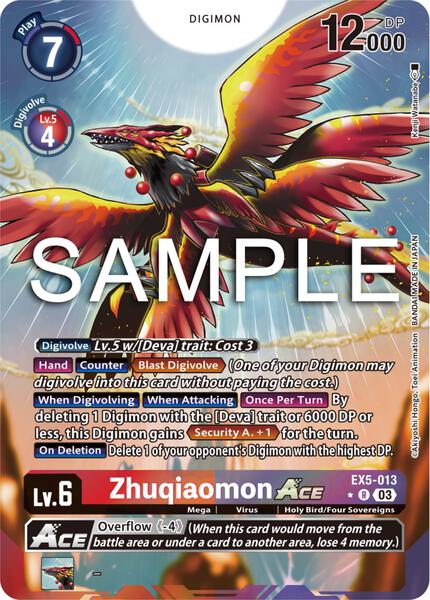 DIGIMON
Play
7
12000
DP
Digivolve
Lv.5
4
Kenji Watanabe
SAMPLE
©Akiyoshi Hongo, Toei Animation BANDAI MADE IN JAPAN
Digivolve Lv.5 w/[Deva] trait: Cost 3
Hand Counter Blast Digivolve (One of your Digimon may
digivolve into this card without paying the cost.)
When Digivolving When Attacking Once Per Turn By
deleting 1 Digimon with the [Deva] trait or 6000 DP or
less, this Digimon gains Security A. +1 for the turn.
On Deletion Delete 1 of your opponent's Digimon with the highest DP.
Lv.6
Zhuqiaomon ACE
EX5-013
R 03
Mega | Virus | Holy Bird/Four Sovereigns
ACE Overflow《-4》(When this card would move from the
battle area or under a card to another area, lose 4 memory.)
-